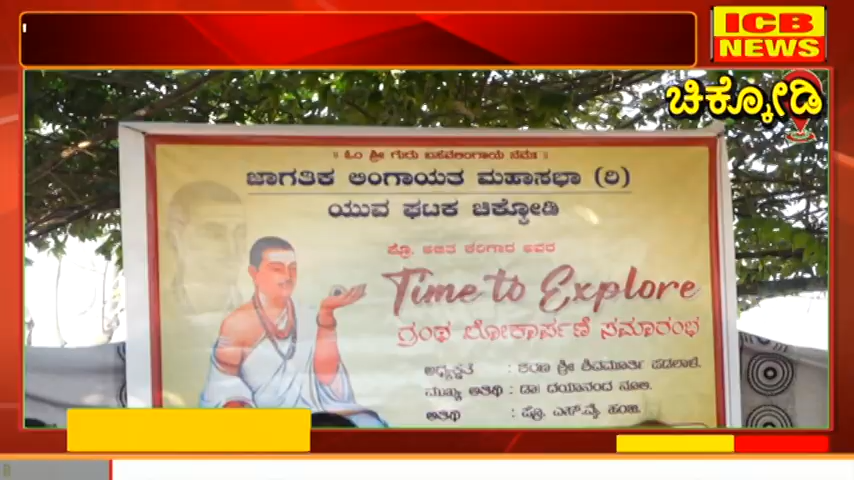 ICB
NEWS
ಚಿಕ್ಕೋಡಿ
॥ ಓಂ ಶ್ರೀ ಗುರು ಬಸವಲಿಂಗಾಯ ನಮಃ ॥
ಜಾಗತಿಕ ಲಿಂಗಾಯತ ಮಹಾಸಭಾ (ರಿ)
ಯುವ ಘಟಕ ಚಿಕ್ಕೋಡಿ
ಪ್ರೊ. ಅಜಿತ ಕರಿಗಾರ ಅವರ
Time to Explore
ಗ್ರಂಥ ಲೋಕಾರ್ಪಣೆ ಸಮಾರಂಭ
ಅಧ್ಯಕ್ಷತೆ : ಶರಣ ಶ್ರೀ ಶಿವಮೂರ್ತಿ ಪಡಲಾಳೆ.
ಮುಖ್ಯ ಅತಿಥಿ : ಡಾ ದಯಾನಂದ ನೂಲಿ.
ಅತಿಥಿ : ಪ್ರೊ. ಎಸ್.ವೈ. ಹಂಜಿ.